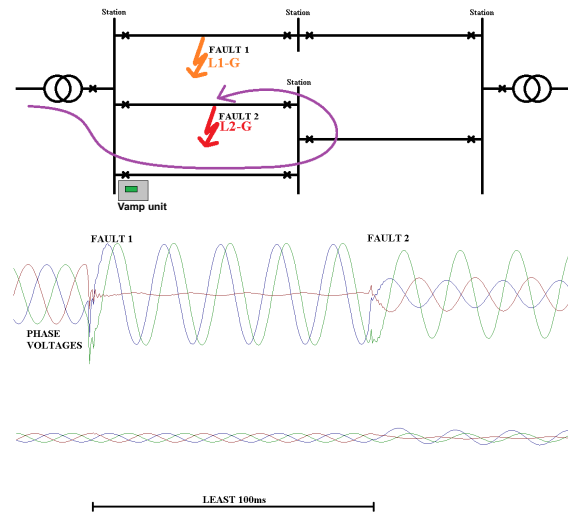 Station
Station
Station
FAULT 1
L1-G
Station
FAULT 2
L2-G
Vamp unit
FAULT 1
FAULT 2
PHASE
VOLTAGES
LEAST 100ms